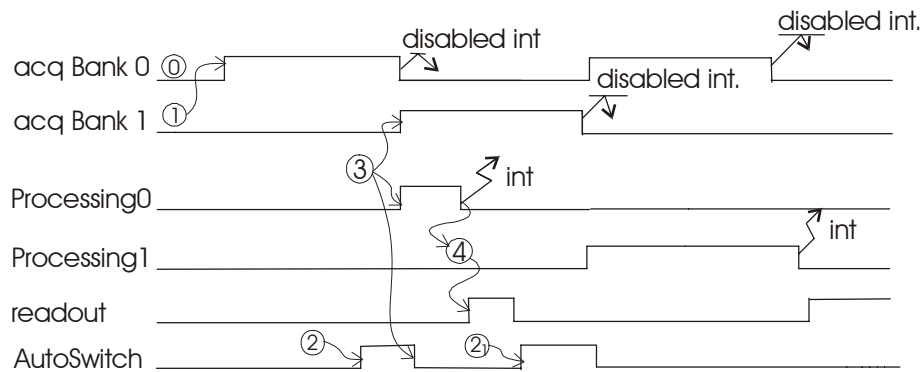 disabled int.
disabled int
acq Bank 0 ⓪
disabled int.
①
acq Bank 1
③
int
Processing0
int
④
Processing1
readout
② ②1
AutoSwitch